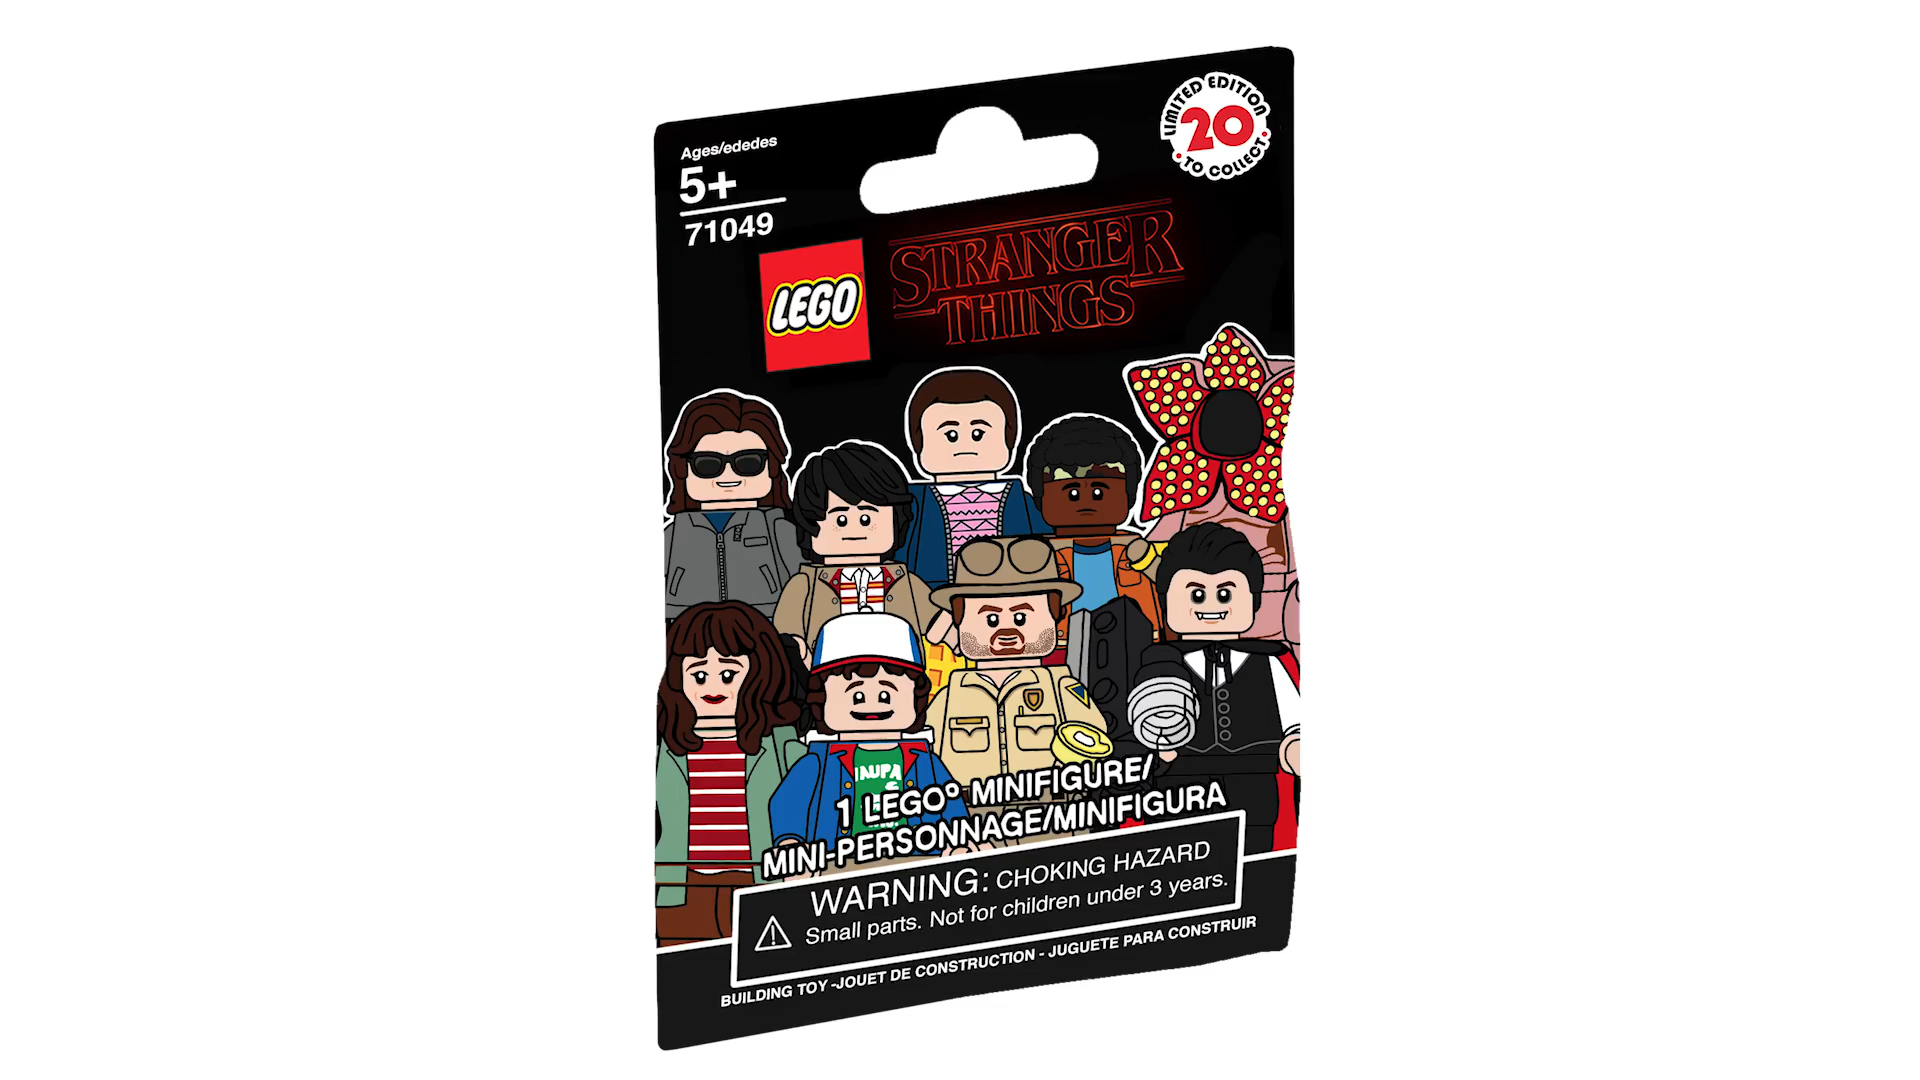 Ages/ededes
5+
71049
LIMITED EDITION
20
TO COLLECT
LEGO
STRANGER
THINGS
1 LEGO® MINIFIGURE/
MINI-PERSONNAGE/MINIFIGURA
WARNING: CHOKING HAZARD
Small parts. Not for children under 3 years.
BUILDING TOY -JOUET DE CONSTRUCTION - JUGUETE PARA CONSTRUIR